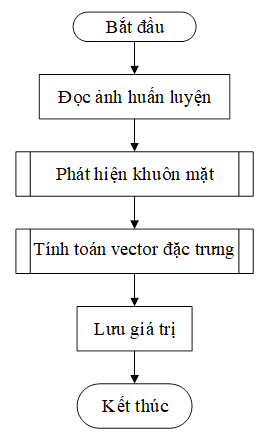 Bắt đầu
Đọc ảnh huấn luyện
Phát hiện khuôn mặt
Tính toán vector đặc trưng
Lưu giá trị
Kết thúc